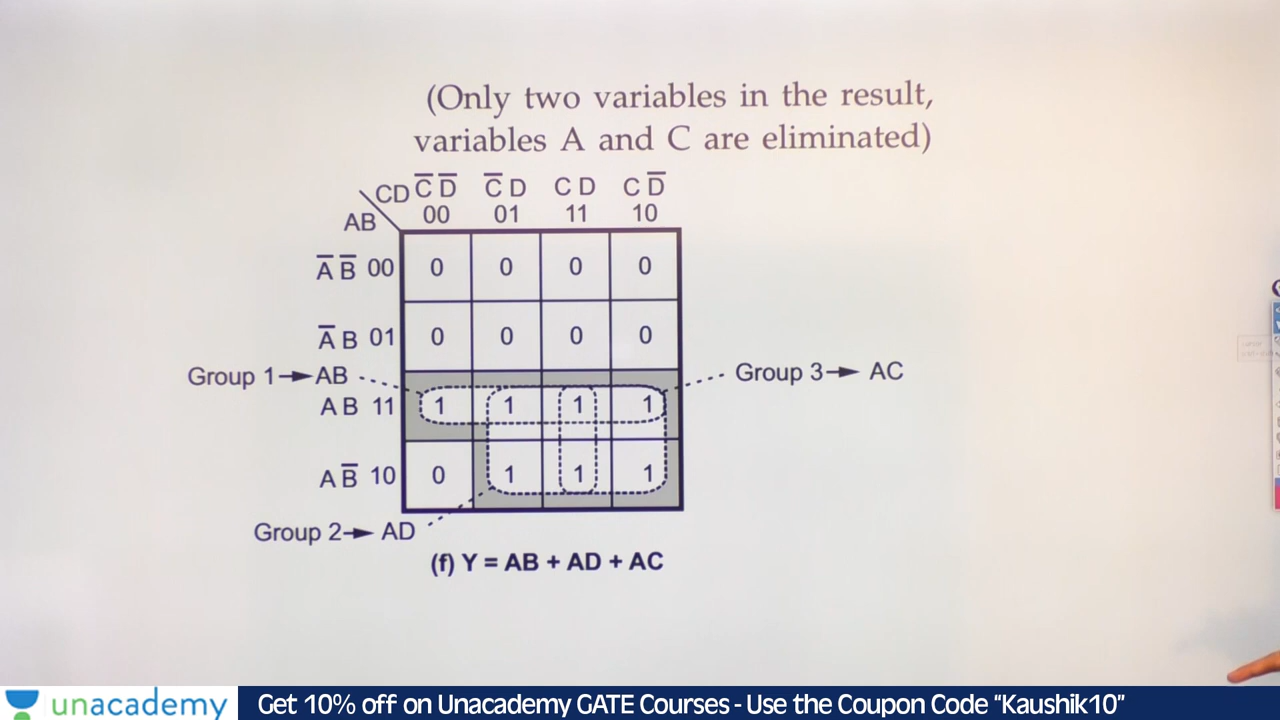 (Only two variables in the result,
variables A and C are eliminated)
CD C̅ D̅ C̅ D C D C D̅
AB 00 01 11 10
A̅ B̅ 00 0 0 0 0
A̅ B 01 0 0 0 0
Group 1→ AB
Group 3→ AC
A B 11 1 1 1 1
A B̅ 10 0 1 1 1
Group 2→ AD
(f) Y = AB + AD + AC
unacademy
Get 10% off on Unacademy GATE Courses - Use the Coupon Code “Kaushik10”